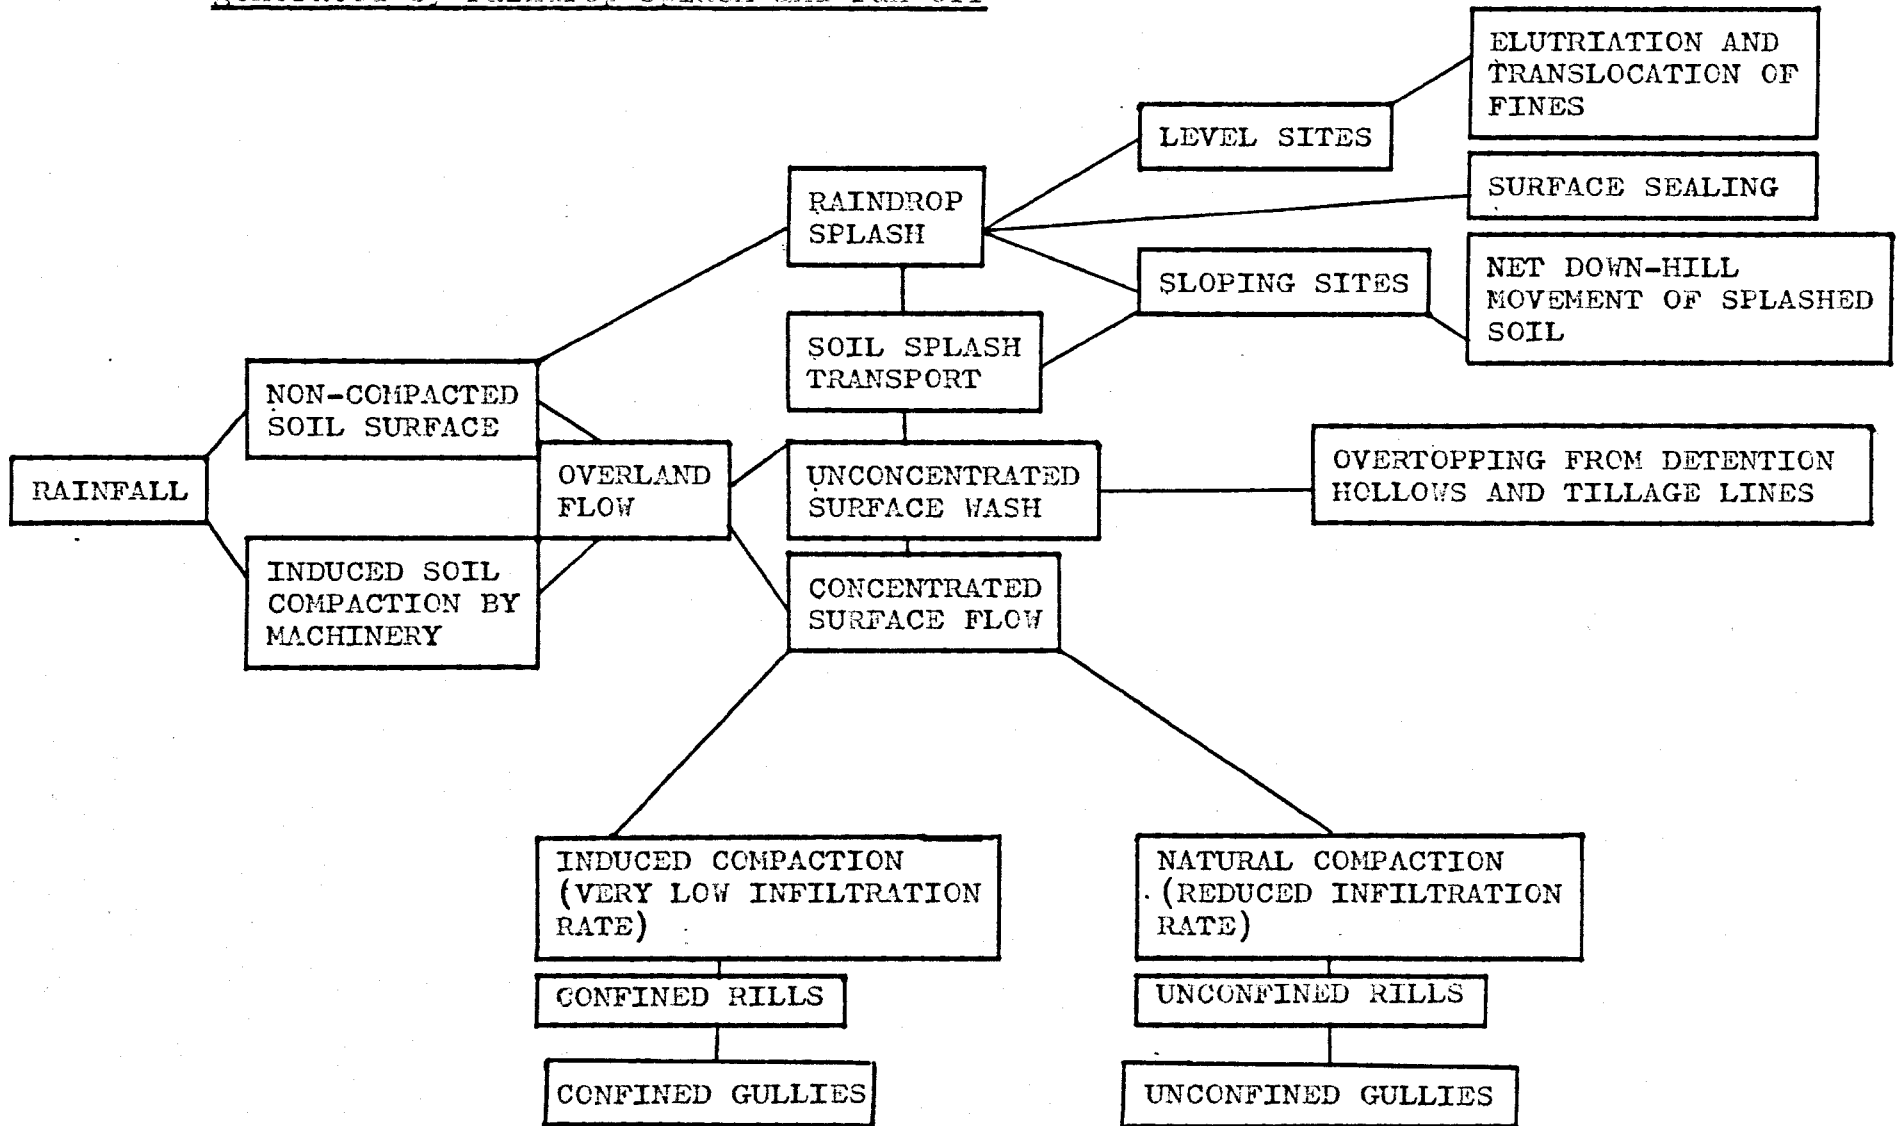 ELUTRIATION AND
TRANSLOCATION OF
FINES
LEVEL SITES
SURFACE SEALING
RAINDROP
SPLASH
SLOPING SITES
NET DOWN-HILL
MOVEMENT OF SPLASHED
SOIL
SOIL SPLASH
TRANSPORT
NON-COMPACTED
SOIL SURFACE
RAINFALL
OVERLAND
FLOW
UNCONCENTRATED
SURFACE WASH
OVERTOPPING FROM DETENTION
HOLLOWS AND TILLAGE LINES
INDUCED SOIL
COMPACTION BY
MACHINERY
CONCENTRATED
SURFACE FLOW
INDUCED COMPACTION
(VERY LOW INFILTRATION
RATE)
NATURAL COMPACTION
(REDUCED INFILTRATION
RATE)
CONFINED RILLS
UNCONFINED RILLS
CONFINED GULLIES
UNCONFINED GULLIES